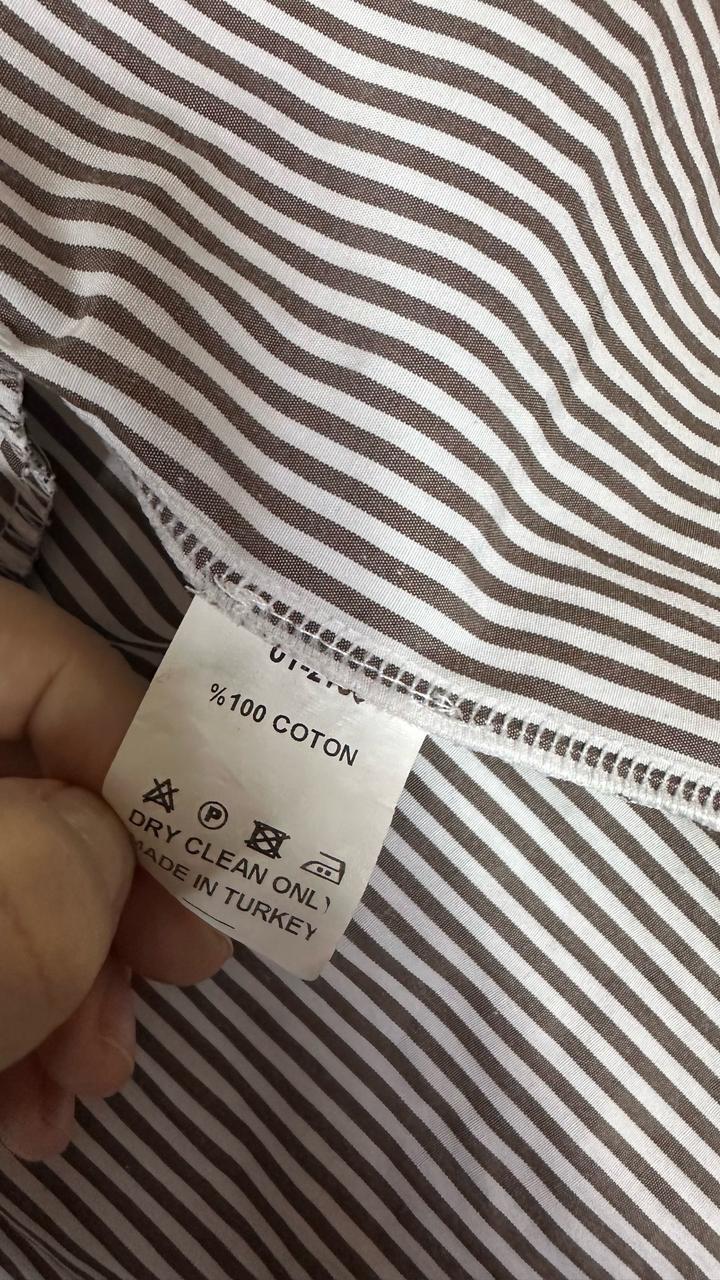 %100 COTON
P
DRY CLEAN ONLY
MADE IN TURKEY